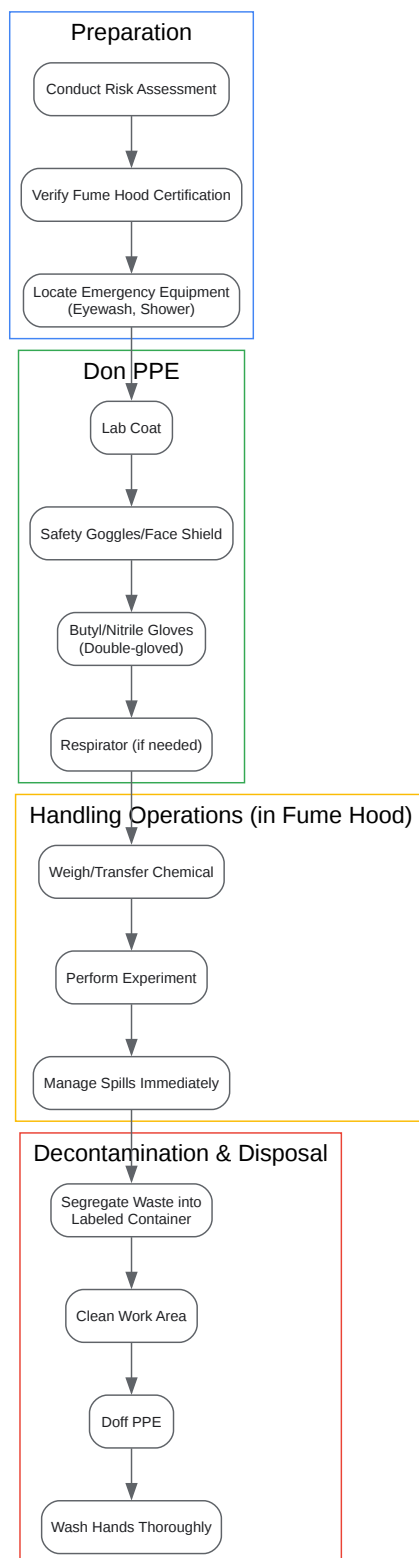 Preparation
Conduct Risk Assessment
Verify Fume Hood Certification
Locate Emergency Equipment
(Eyewash, Shower)
Don PPE
Lab Coat
Safety Goggles/Face Shield
Butyl/Nitrile Gloves
(Double-gloved)
Respirator (if needed)
Handling Operations (in Fume Hood)
Weigh/Transfer Chemical
Perform Experiment
Manage Spills Immediately
Decontamination & Disposal
Segregate Waste into
Labeled Container
Clean Work Area
Doff PPE
Wash Hands Thoroughly